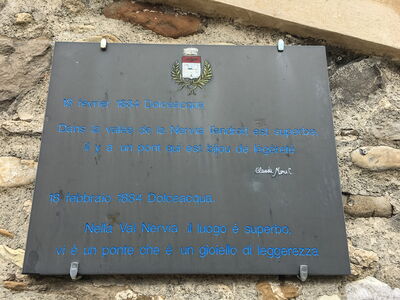 18 février 1884 Dolceacqua
Dans la vallée de la Nervia l'endroit est superbe,
il y a un pont qui est bijou de légèreté
Claude Monet
18 febbraio 1884 Dolceacqua
Nella Val Nervia il luogo è superbo,
vi è un ponte che è un gioiello di leggerezza